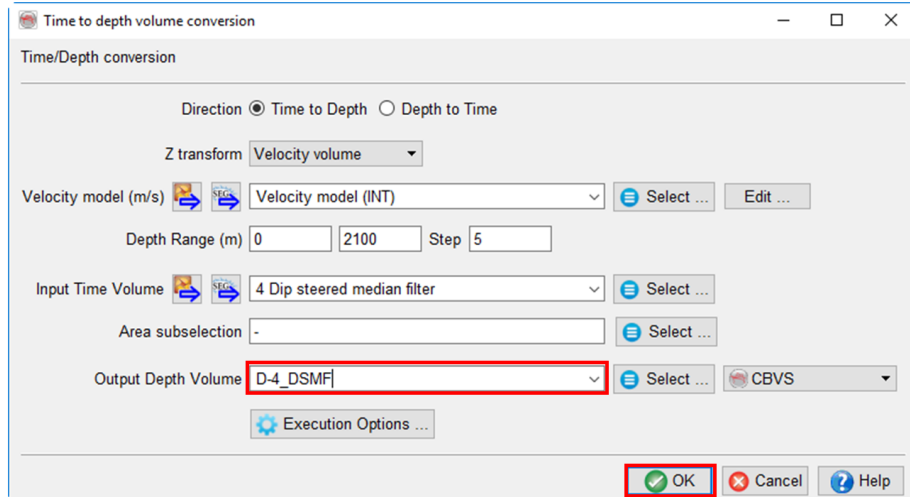 Time to depth volume conversion
Time/Depth conversion
Direction Time to Depth Depth to Time
Z transform Velocity volume
Velocity model (m/s) SEG Velocity model (INT) Select ... Edit ...
Depth Range (m) 0 2100 Step 5
Input Time Volume SEG 4 Dip steered median filter Select ...
Area subselection - Select ...
Output Depth Volume D-4_DSMF Select ... CBVS
Execution Options ...
OK Cancel Help